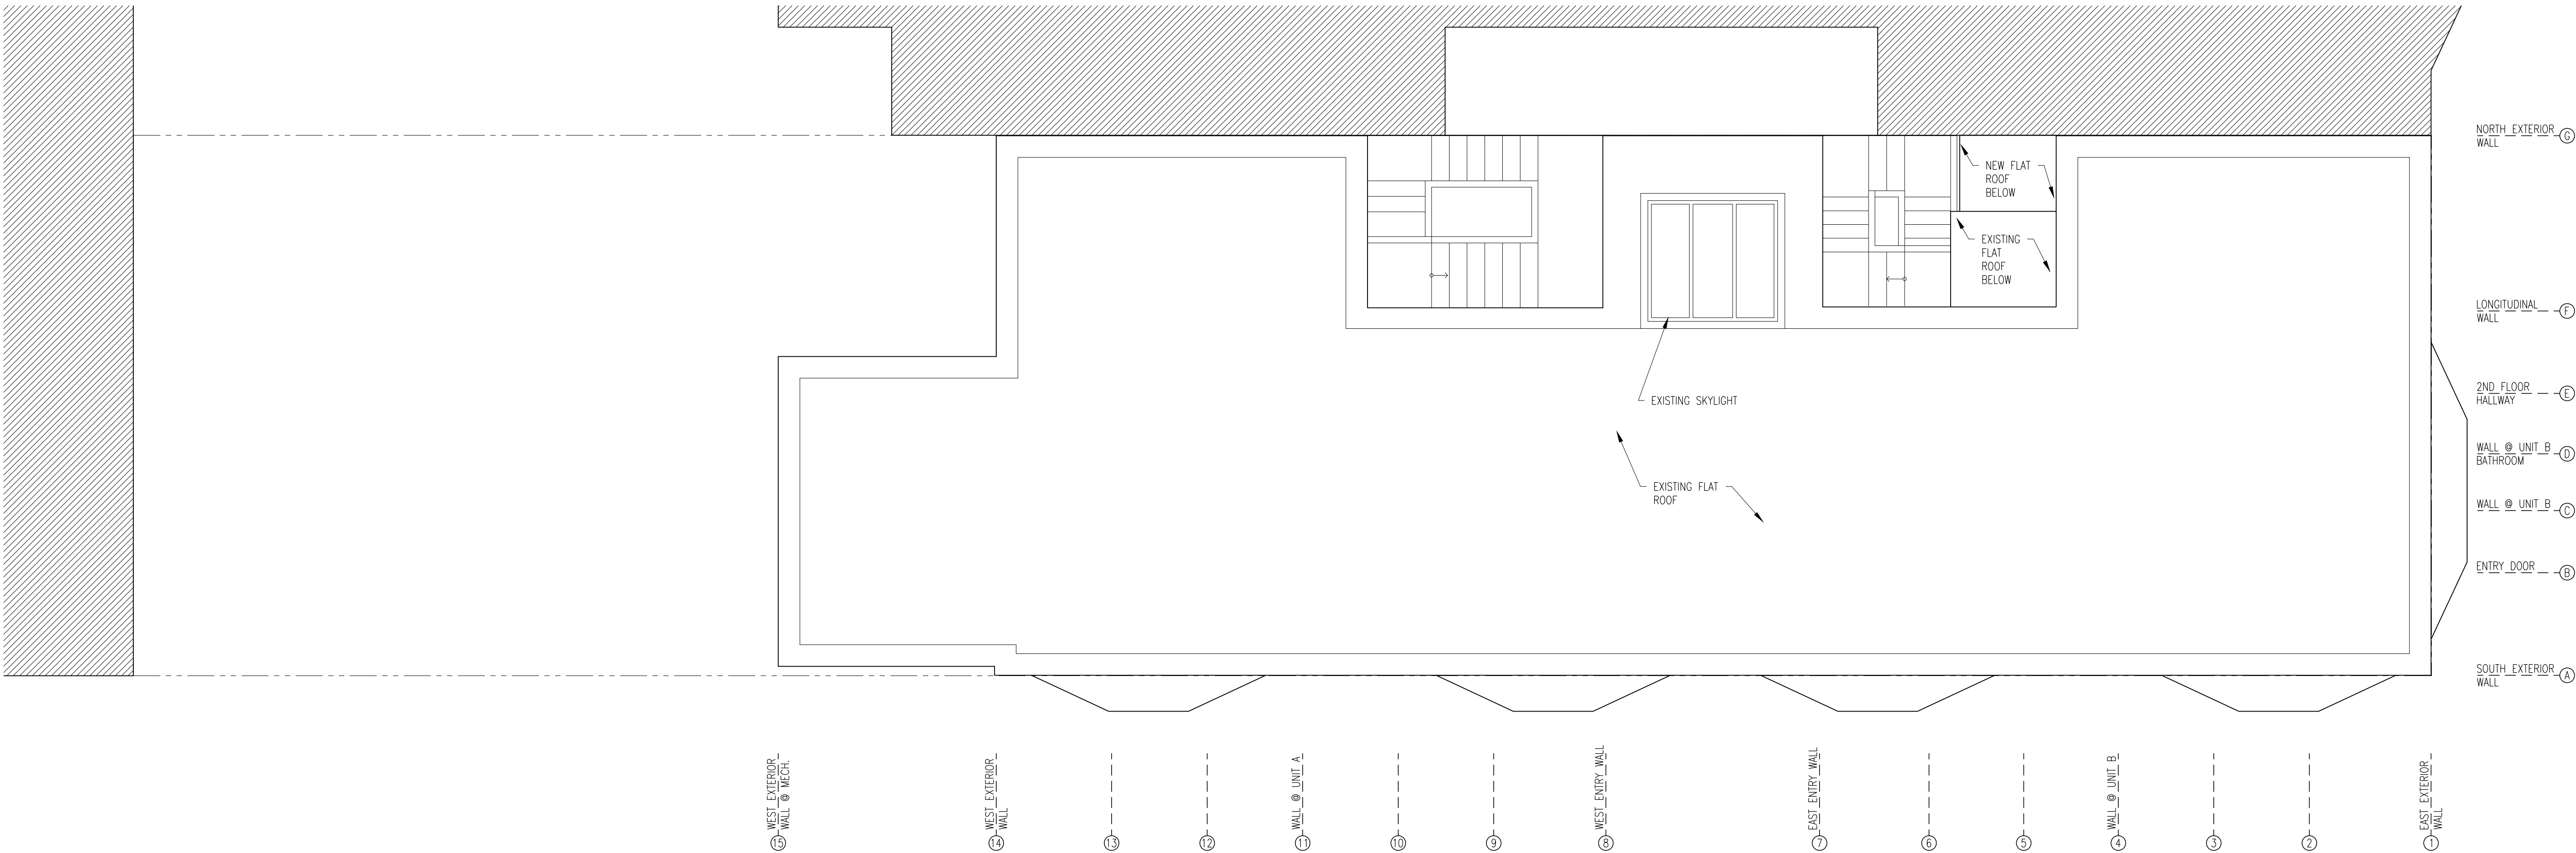 NORTH EXTERIOR
WALL
G
NEW FLAT
ROOF
BELOW
EXISTING
FLAT
ROOF
BELOW
LONGITUDINAL
WALL
F
EXISTING SKYLIGHT
2ND FLOOR
HALLWAY
E
WALL @ UNIT B
BATHROOM
D
EXISTING FLAT
ROOF
WALL @ UNIT B
C
ENTRY DOOR
B
SOUTH EXTERIOR
WALL
A
WEST EXTERIOR
WALL @ MECH.
15
WEST EXTERIOR
WALL
14
13
12
WALL @ UNIT A
11
10
9
WEST ENTRY WALL
8
EAST ENTRY WALL
7
6
5
WALL @ UNIT B
4
3
2
EAST EXTERIOR
WALL
1